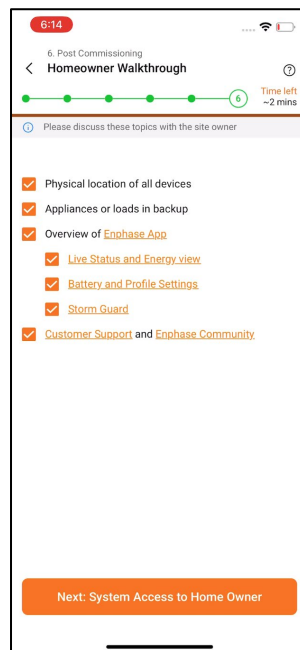 6:14
6. Post Commissioning
Homeowner Walkthrough
6
Time left
~2 mins
Please discuss these topics with the site owner
Physical location of all devices
Appliances or loads in backup
Overview of Enphase App
Live Status and Energy view
Battery and Profile Settings
Storm Guard
Customer Support and Enphase Community
Next: System Access to Home Owner